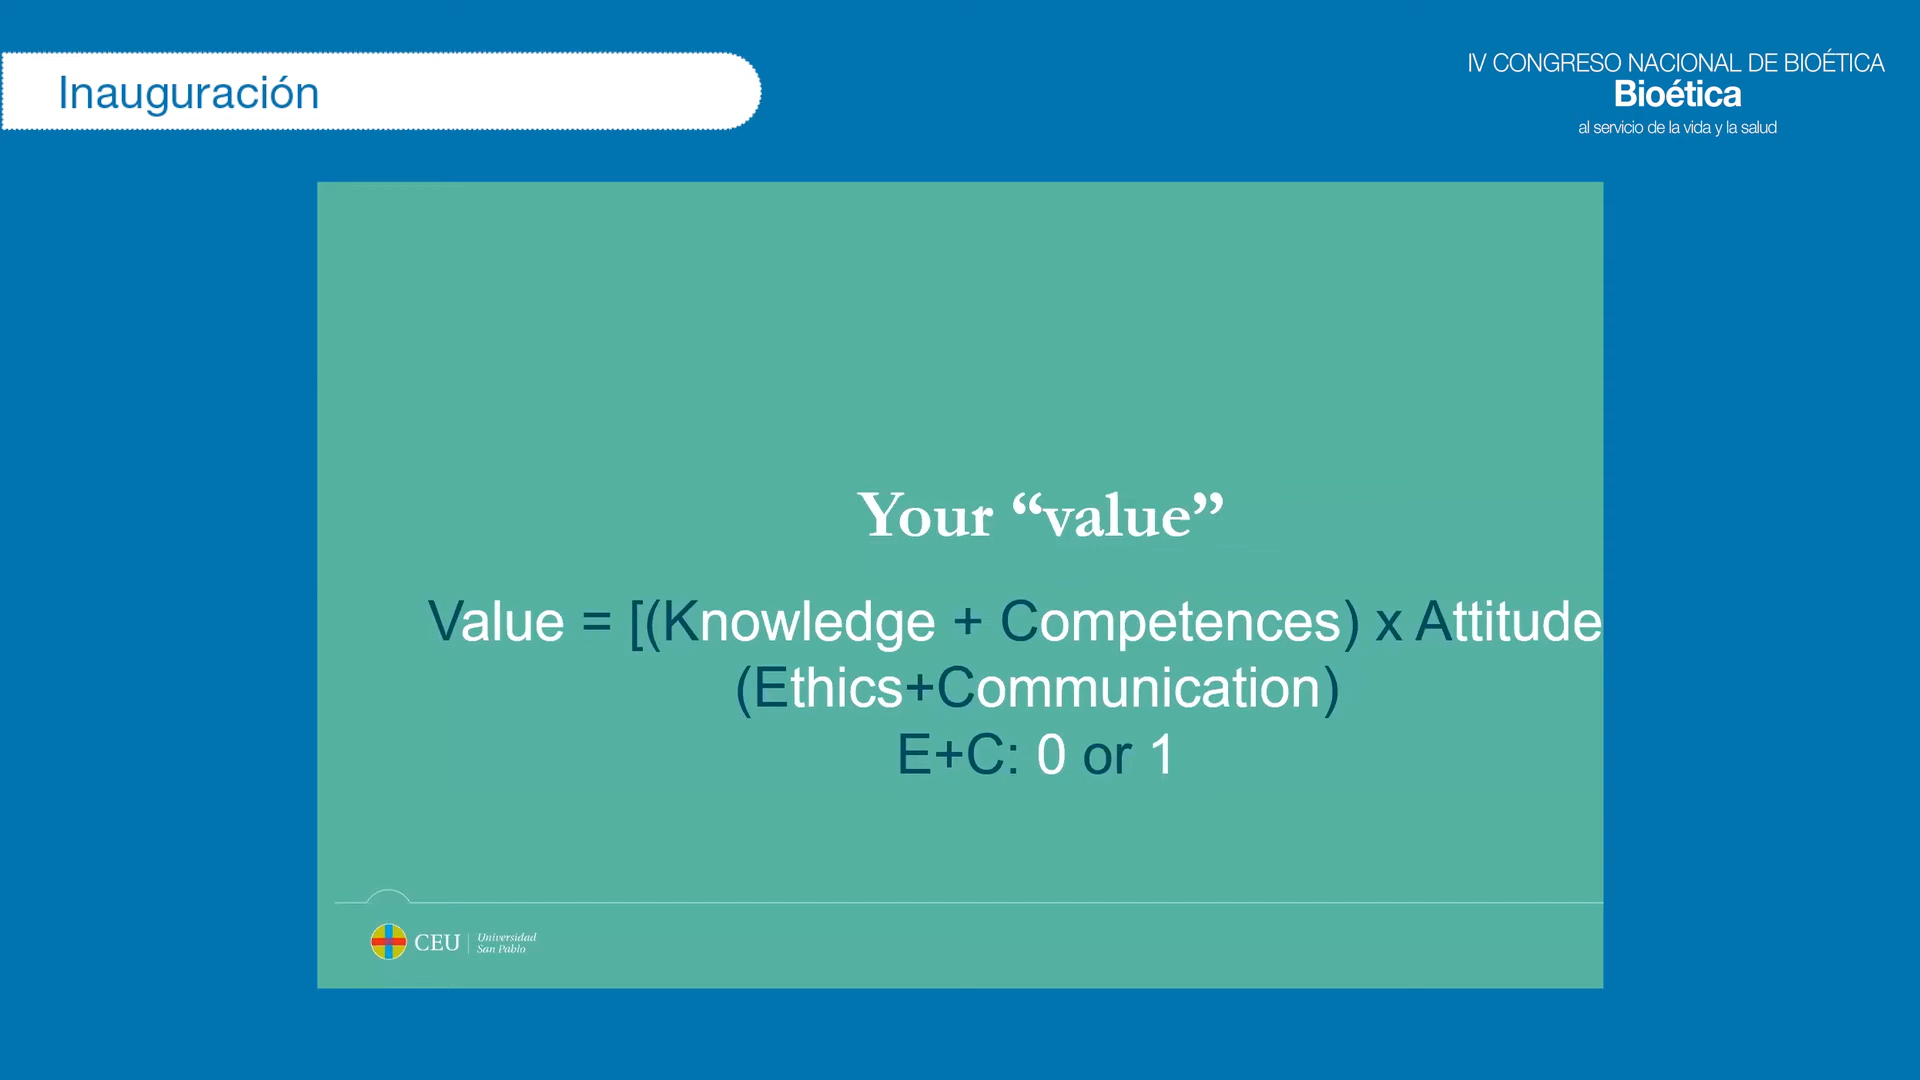 Inauguración
IV CONGRESO NACIONAL DE BIOÉTICA
Bioética
al servicio de la vida y la salud
Your “value”
Value = [(Knowledge + Competences) x Attitude
(Ethics+Communication)
E+C: 0 or 1
CEU
Universidad
San Pablo